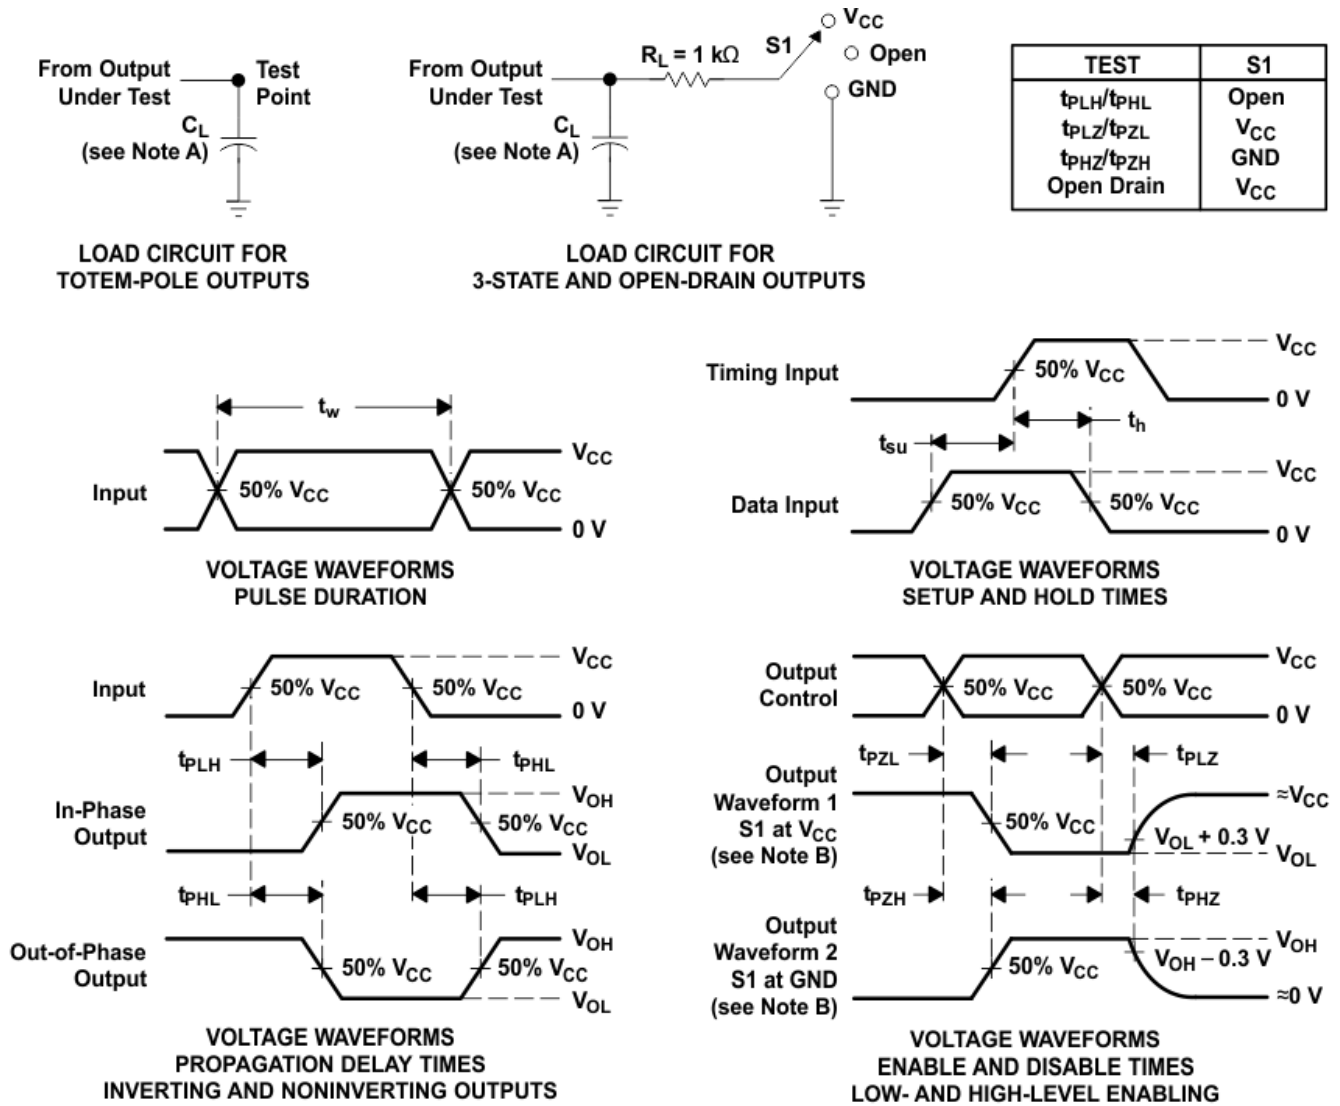 From Output
Under Test
Test
Point
CL
(see Note A)
LOAD CIRCUIT FOR
TOTEM-POLE OUTPUTS
From Output
Under Test
RL = 1 kΩ
S1
VCC
Open
GND
CL
(see Note A)
LOAD CIRCUIT FOR
3-STATE AND OPEN-DRAIN OUTPUTS
TEST S1
tPLH/tPHL Open
tPLZ/tPZL VCC
tPHZ/tPZH GND
Open Drain VCC
tw
Input
50% VCC
50% VCC
VCC
0 V
VOLTAGE WAVEFORMS
PULSE DURATION
Timing Input
50% VCC
VCC
0 V
tsu
th
Data Input
50% VCC
50% VCC
VCC
0 V
VOLTAGE WAVEFORMS
SETUP AND HOLD TIMES
Input
50% VCC
50% VCC
VCC
0 V
tPLH
tPHL
In-Phase
Output
50% VCC
50% VCC
VOH
VOL
tPHL
tPLH
Out-of-Phase
Output
50% VCC
50% VCC
VOH
VOL
VOLTAGE WAVEFORMS
PROPAGATION DELAY TIMES
INVERTING AND NONINVERTING OUTPUTS
Output
Control
50% VCC
50% VCC
VCC
0 V
tPZL
tPLZ
Output
Waveform 1
S1 at VCC
(see Note B)
50% VCC
VOL + 0.3 V
≈VCC
VOL
tPZH
tPHZ
Output
Waveform 2
S1 at GND
(see Note B)
50% VCC
VOH – 0.3 V
VOH
≈0 V
VOLTAGE WAVEFORMS
ENABLE AND DISABLE TIMES
LOW- AND HIGH-LEVEL ENABLING